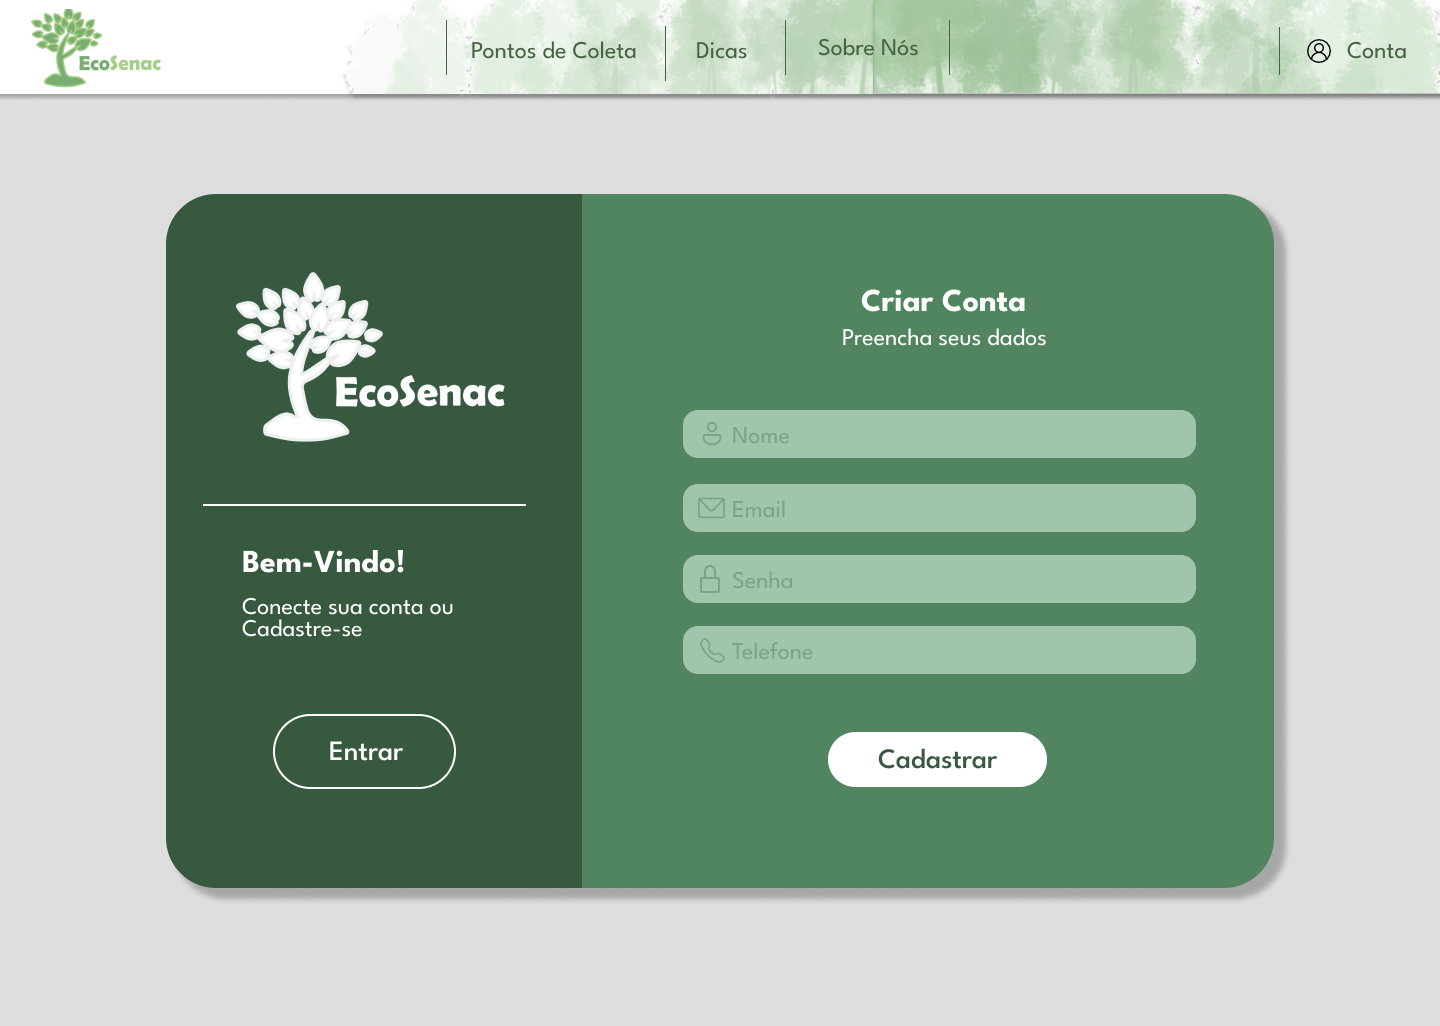 EcoSenac
Pontos de Coleta
Dicas
Sobre Nós
Conta
EcoSenac
Bem-Vindo!
Conecte sua conta ou
Cadastre-se
Entrar
Criar Conta
Preencha seus dados
Nome
Email
Senha
Telefone
Cadastrar